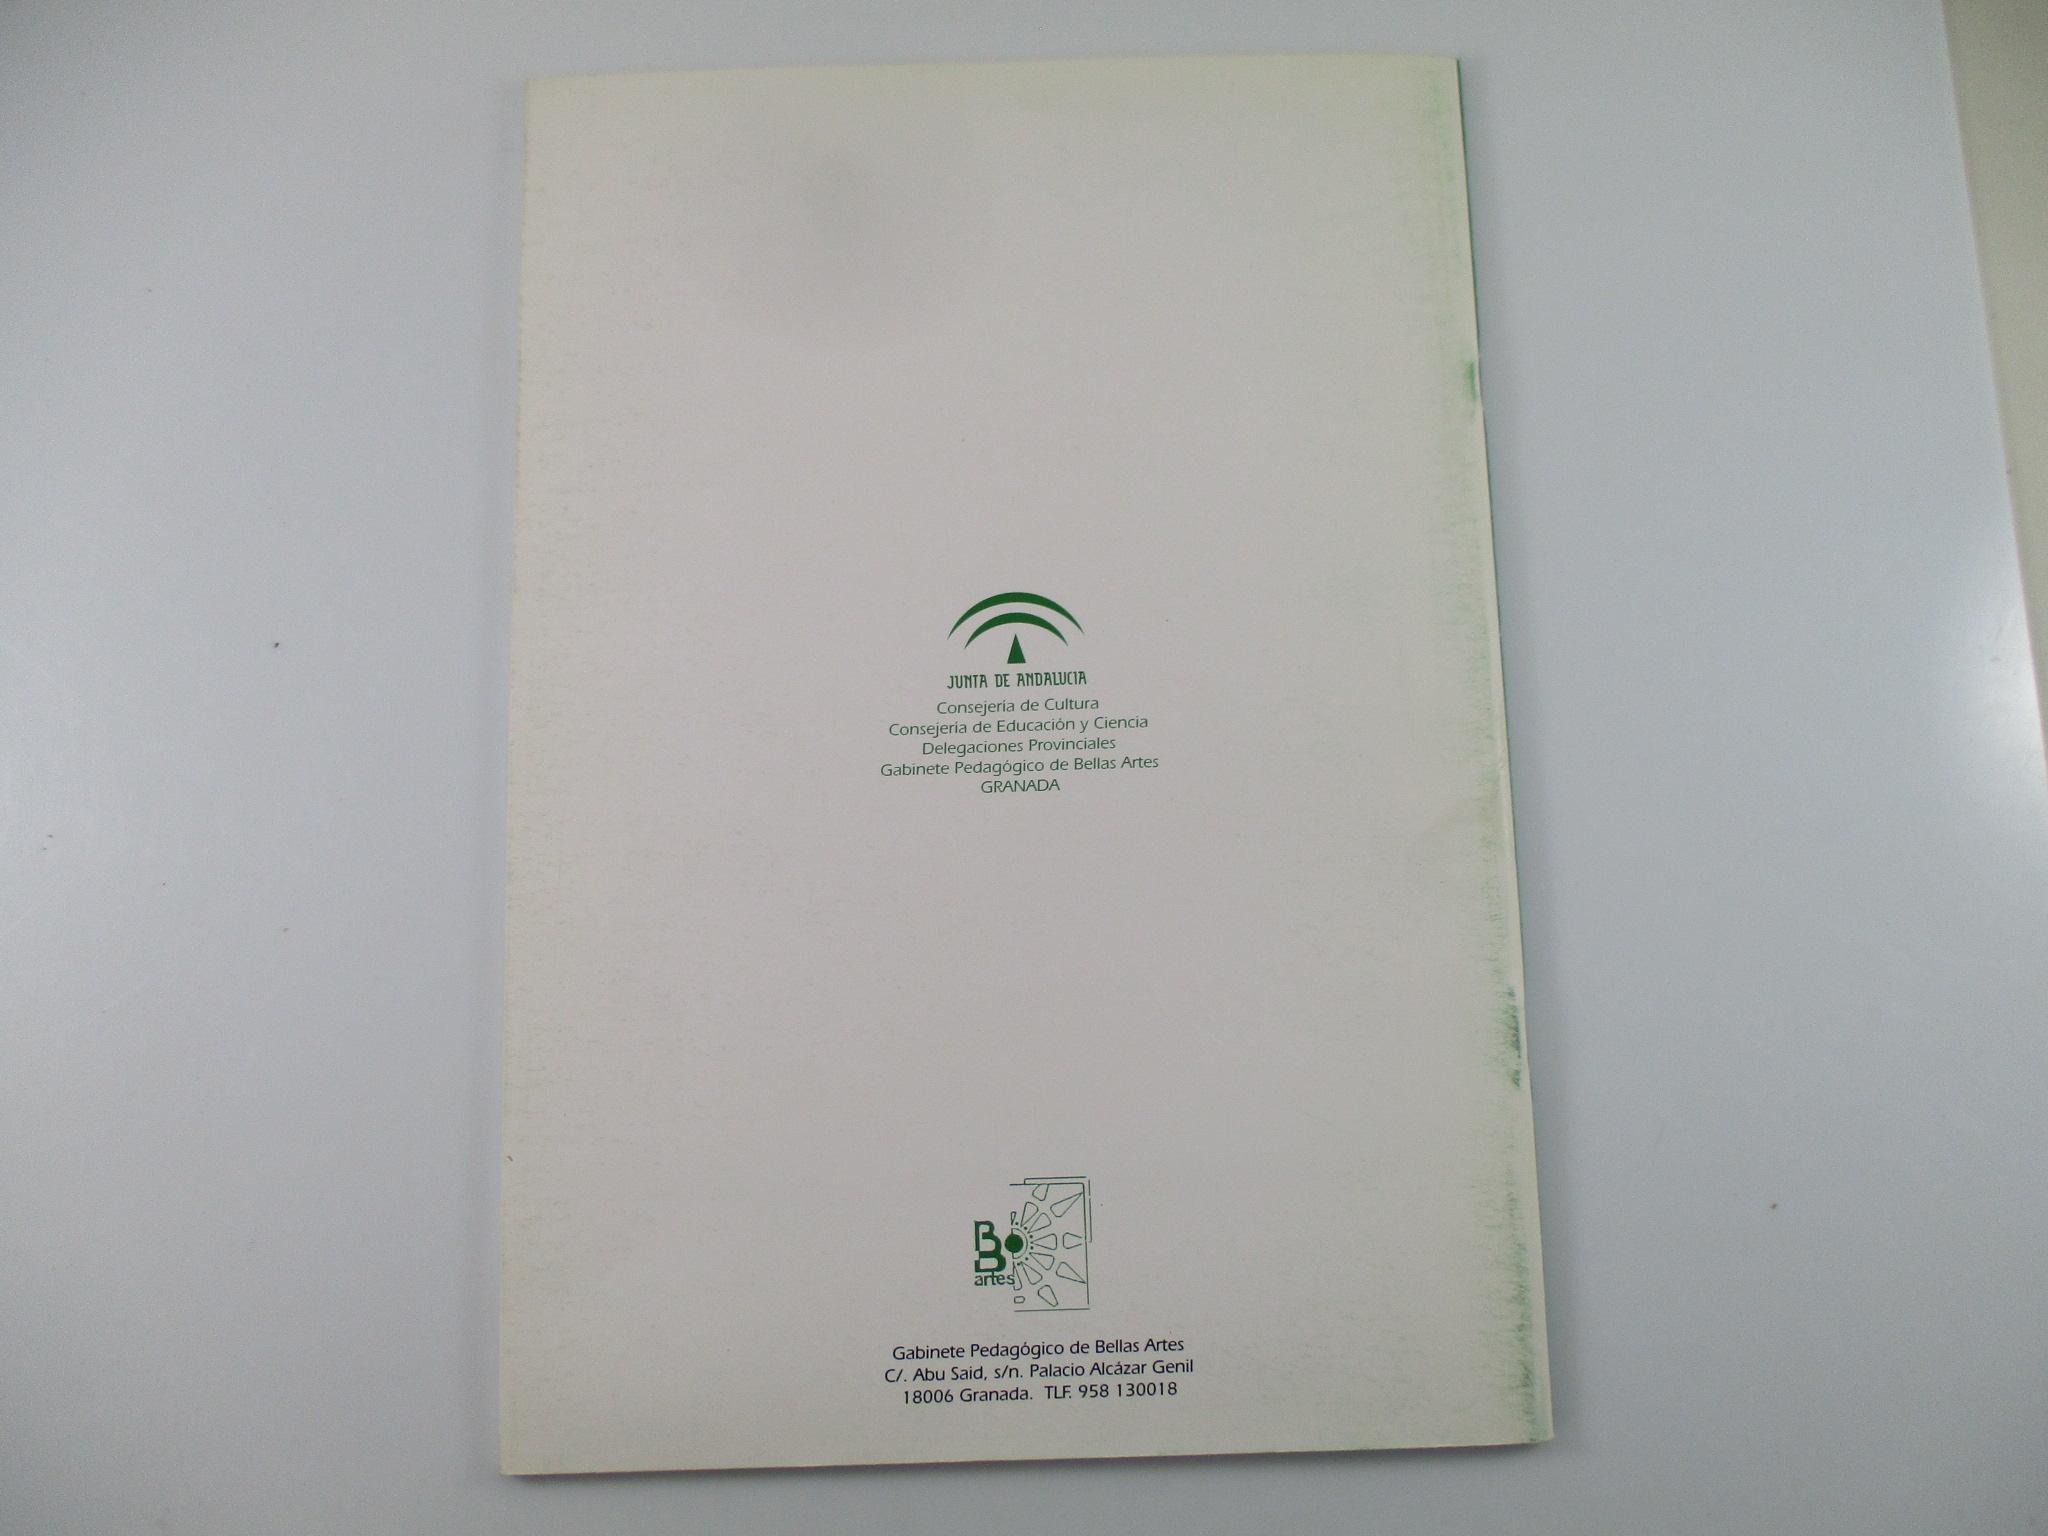 JUNTA DE ANDALUCIA
Consejería de Cultura
Consejería de Educación y Ciencia
Delegaciones Provinciales
Gabinete Pedagógico de Bellas Artes
GRANADA
BB
artes
Gabinete Pedagógico de Bellas Artes
C/. Abu Said, s/n. Palacio Alcázar Genil
18006 Granada. TLF. 958 130018